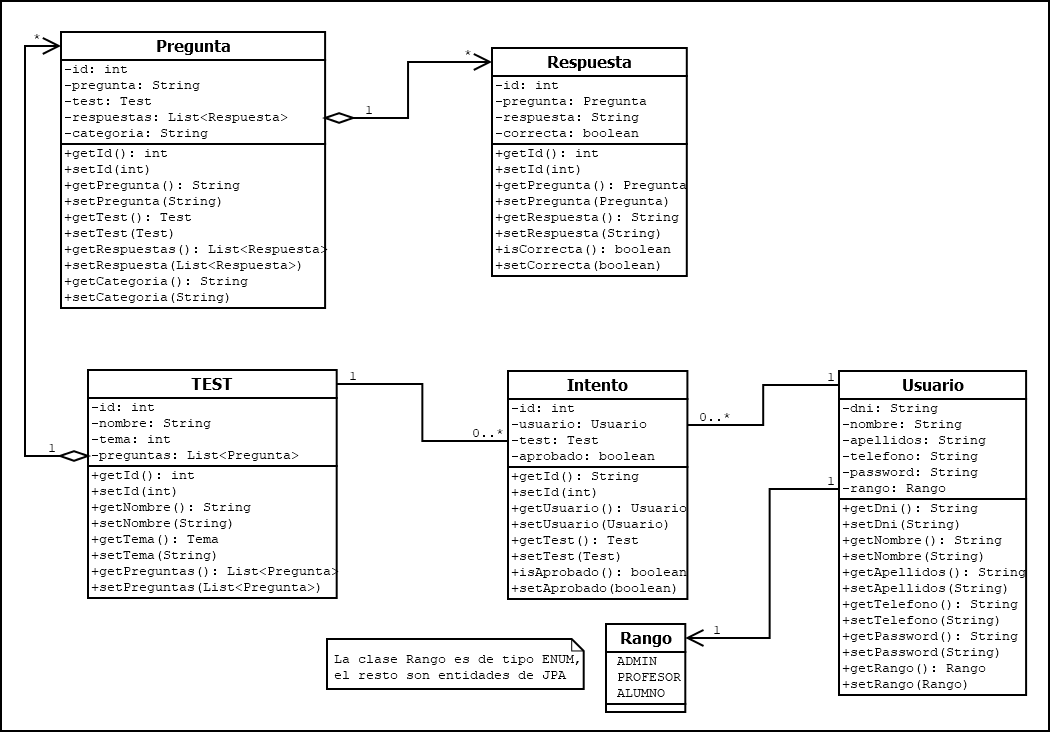 *
Pregunta
-id: int
-pregunta: String
-test: Test
-respuestas: List<Respuesta>
-categoria: String
+getId(): int
+setId(int)
+getPregunta(): String
+setPregunta(String)
+getTest(): Test
+setTest(Test)
+getRespuestas(): List<Respuesta>
+setRespuesta(List<Respuesta>)
+getCategoria(): String
+setCategoria(String)
1
*
Respuesta
-id: int
-pregunta: Pregunta
-respuesta: String
-correcta: boolean
+getId(): int
+setId(int)
+getPregunta(): Pregunta
+setPregunta(Pregunta)
+getRespuesta(): String
+setRespuesta(String)
+isCorrecta(): boolean
+setCorrecta(boolean)
1
TEST
-id: int
-nombre: String
-tema: int
-preguntas: List<Pregunta>
+getId(): int
+setId(int)
+getNombre(): String
+setNombre(String)
+getTema(): Tema
+setTema(String)
+getPreguntas(): List<Pregunta>
+setPreguntas(List<Pregunta>)
1
0..*
Intento
-id: int
-usuario: Usuario
-test: Test
-aprobado: boolean
+getId(): String
+setId(int)
+getUsuario(): Usuario
+setUsuario(Usuario)
+getTest(): Test
+setTest(Test)
+isAprobado(): boolean
+setAprobado(boolean)
0..*
1
Usuario
-dni: String
-nombre: String
-apellidos: String
-telefono: String
-password: String
-rango: Rango
+getDni(): String
+setDni(String)
+getNombre(): String
+setNombre(String)
+getApellidos(): String
+setApellidos(String)
+getTelefono(): String
+setTelefono(String)
+getPassword(): String
+setPassword(String)
+getRango(): Rango
+setRango(Rango)
1
1
Rango
ADMIN
PROFESOR
ALUMNO
La clase Rango es de tipo ENUM,
el resto son entidades de JPA